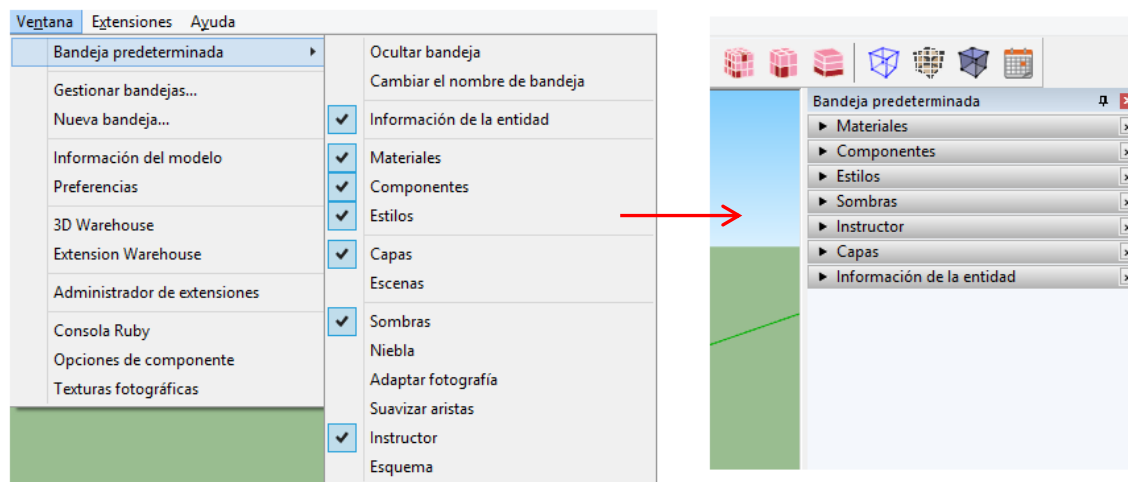 Ventana Extensiones Ayuda
Bandeja predeterminada
Gestionar bandejas...
Nueva bandeja...
Información del modelo
Preferencias
3D Warehouse
Extension Warehouse
Administrador de extensiones
Consola Ruby
Opciones de componente
Texturas fotográficas
Ocultar bandeja
Cambiar el nombre de bandeja
Información de la entidad
Materiales
Componentes
Estilos
Capas
Escenas
Sombras
Niebla
Adaptar fotografía
Suavizar aristas
Instructor
Esquema
Bandeja predeterminada
Materiales
Componentes
Estilos
Sombras
Instructor
Capas
Información de la entidad